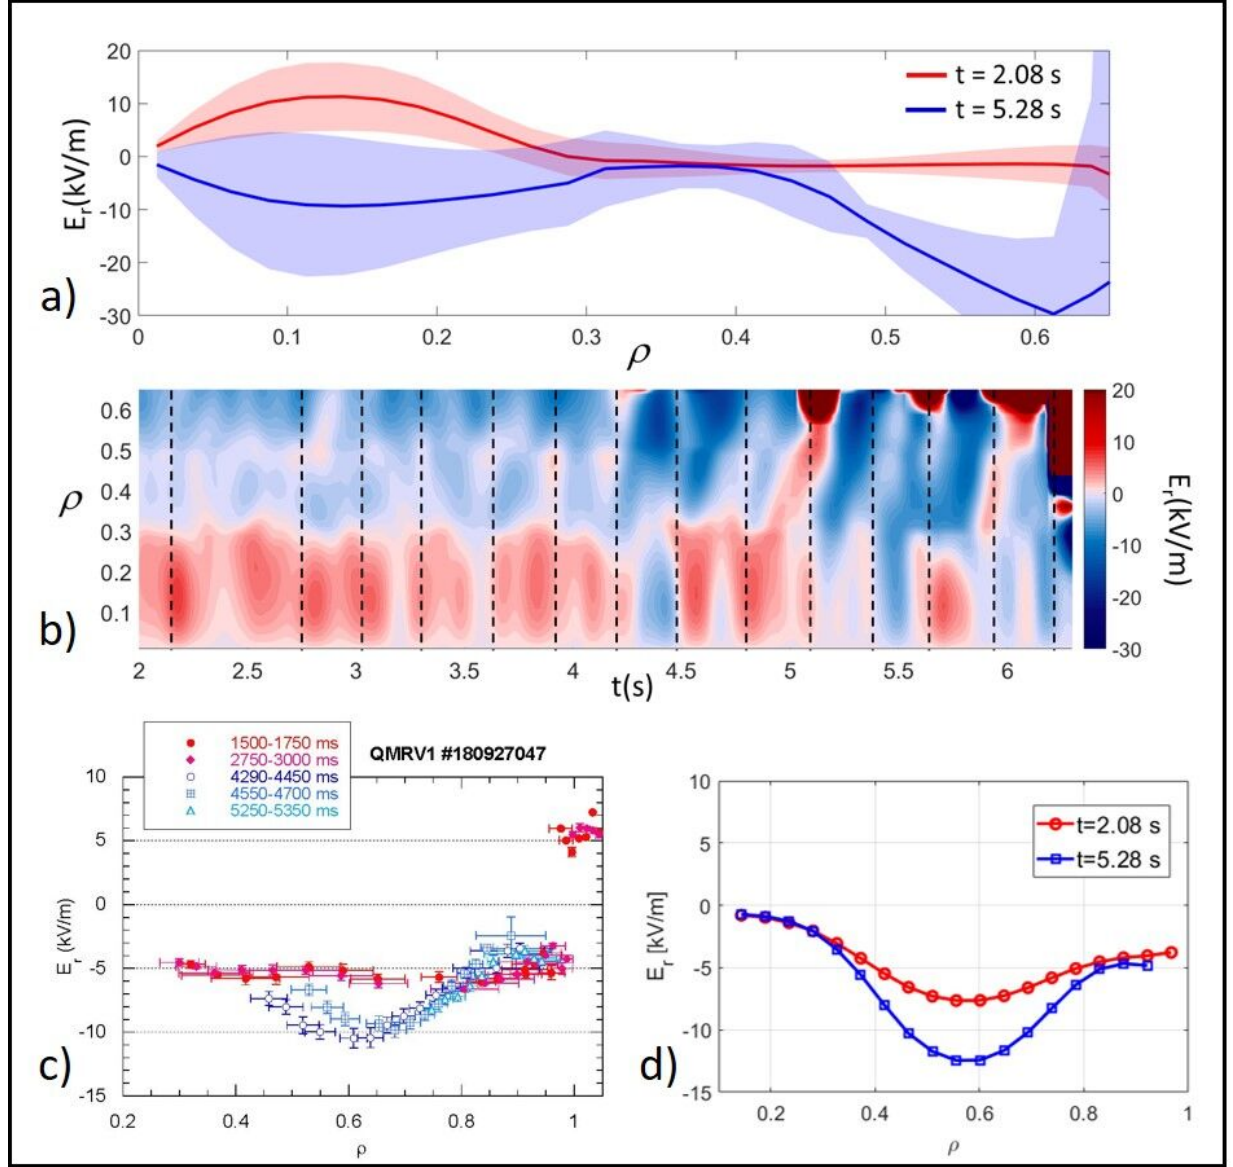 20
10
0
-10
-20
-30
E_r(kV/m)
t = 2.08 s
t = 5.28 s
a)
0 0.1 0.2 0.3 0.4 0.5 0.6
ρ
0.6
0.5
0.4
0.3
0.2
0.1
ρ
b)
2 2.5 3 3.5 4 4.5 5 5.5 6
t(s)
20
10
0
-10
-20
-30
E_r(kV/m)
1500-1750 ms
2750-3000 ms
4290-4450 ms
4550-4700 ms
5250-5350 ms
QMRV1 #180927047
10
5
0
-5
-10
-15
E_r (kV/m)
c)
0.2 0.4 0.6 0.8 1
ρ
10
5
0
-5
-10
-15
E_r [kV/m]
t=2.08 s
t=5.28 s
d)
0.2 0.4 0.6 0.8 1
ρ